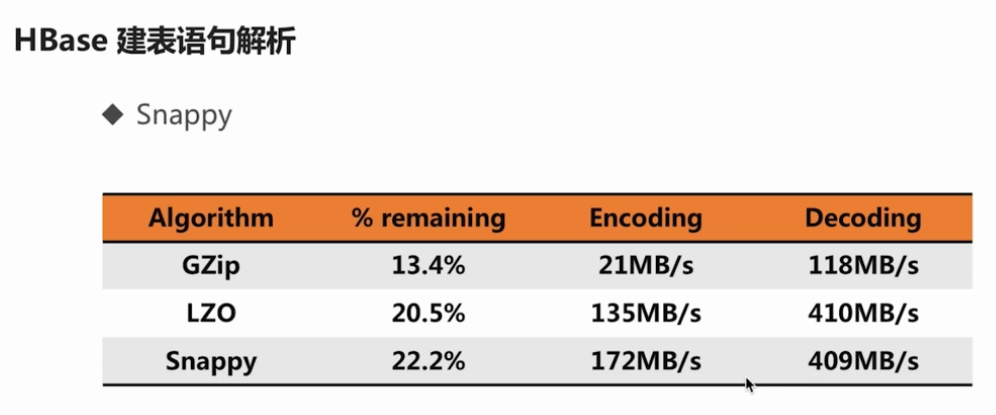 HBase 建表语句解析
◆ Snappy
Algorithm % remaining Encoding Decoding
GZip 13.4% 21MB/s 118MB/s
LZO 20.5% 135MB/s 410MB/s
Snappy 22.2% 172MB/s 409MB/s